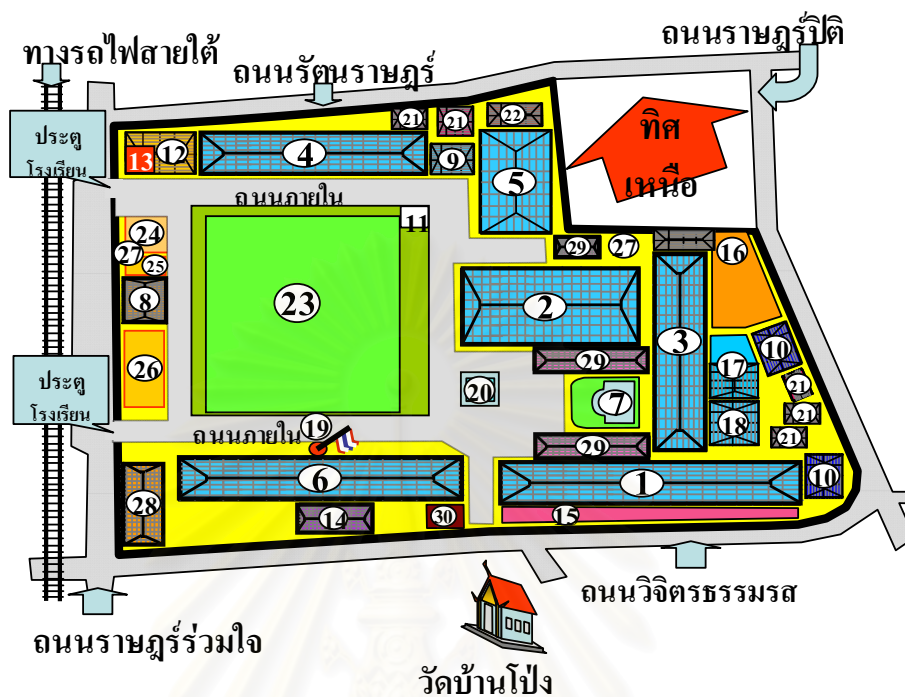 ถนนราษฎร์ปิติ
ทางรถไฟสายใต้
ถนนรัตนราษฎร์
ประตู
โรงเรียน
21
21
22
ทิศ
เหนือ
13
12
4
9
5
ถนนภายใน
11
24
27
25
29
27
16
8
23
2
3
26
10
17
29
20
7
21
21
18
21
ประตู
โรงเรียน
ถนนภายใน
19
29
6
1
10
28
14
30
15
ถนนวิจิตรธรรมรส
ถนนราษฎร์ร่วมใจ
วัดบ้านโป่ง